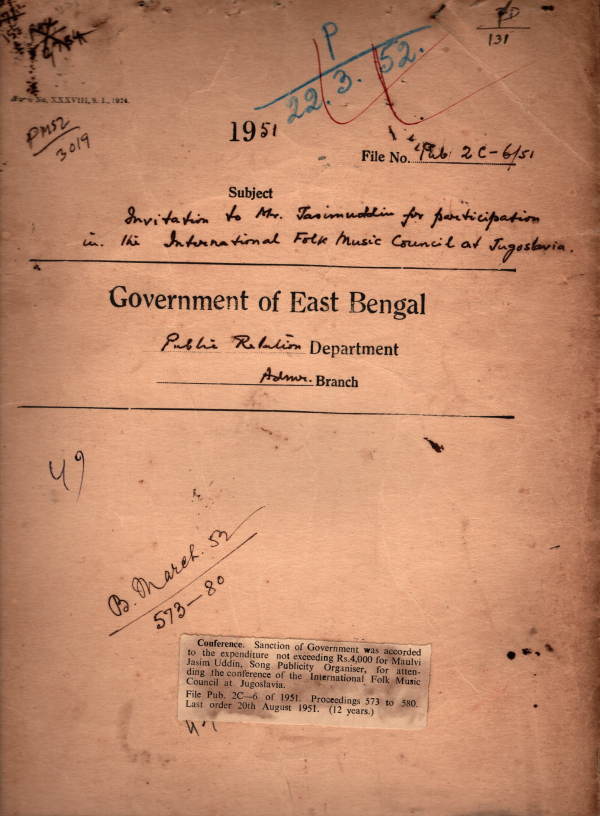 P
22.3.52.
PD
131
Form No. XXXVIII, S. I., 1924.
PM52
3019
1951
File No. Pub 2C-6/51
Subject
Invitation to Mr. Jasimuddin for participation
in the International Folk Music Council at Jugoslavia.
Government of East Bengal
Public Relation Department
Admn. Branch
49
B. March. 52
573-80
Conference. Sanction of Government was accorded
to the expenditure not exceeding Rs.4,000 for Maulvi
Jasim Uddin, Song Publicity Organiser, for atten-
ding the conference of the International Folk Music
Council at Jugoslavia.
File Pub. 2C—6 of 1951. Proceedings 573 to 580.
Last order 20th August 1951. (12 years.)